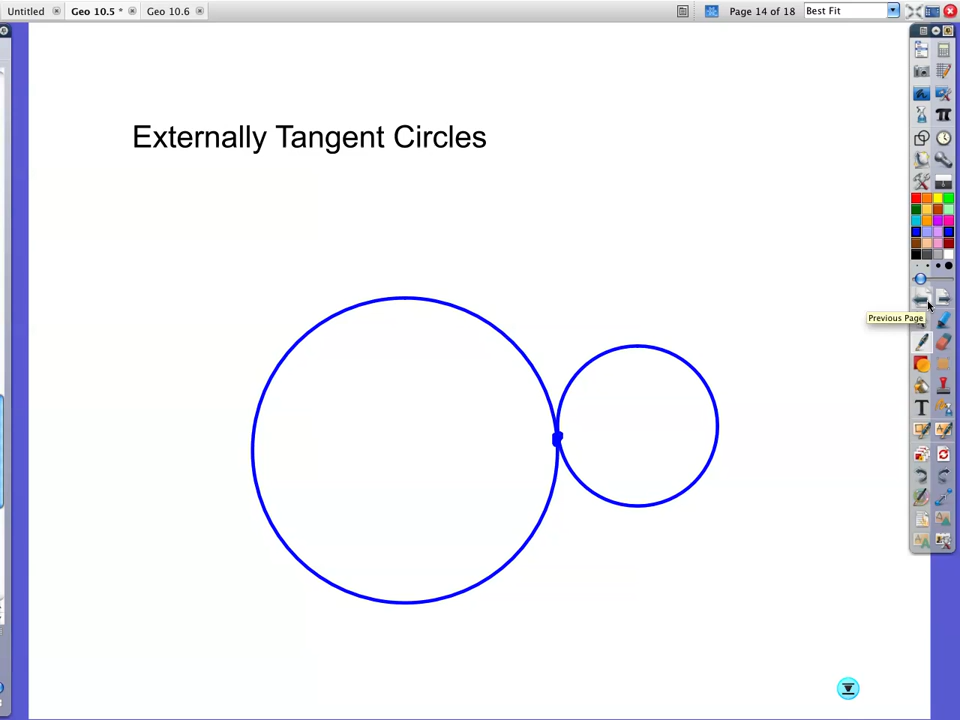 Untitled
Geo 10.5 *
Geo 10.6
Page 14 of 18
Best Fit
Externally Tangent Circles
Previous Page
T